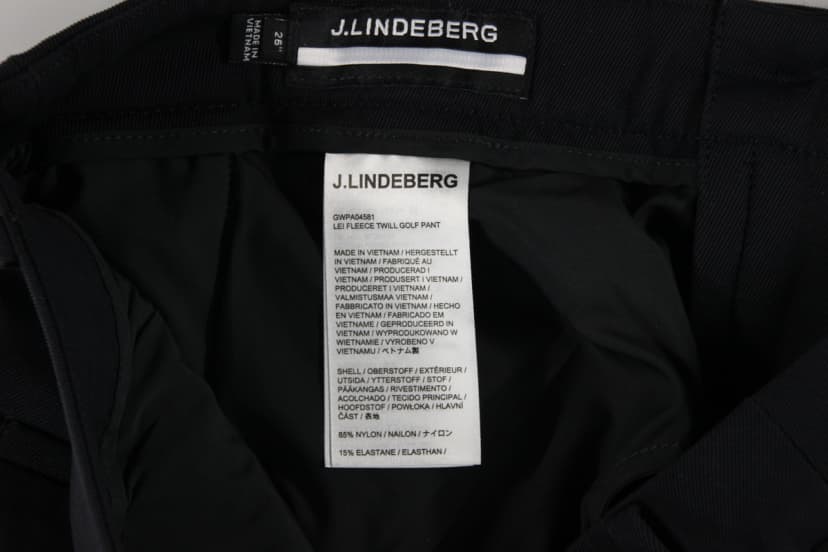 J.LINDEBERG
26"
MADE IN
VIETNAM
J.LINDEBERG
GWPA04581
LEI FLEECE TWILL GOLF PANT
MADE IN VIETNAM / HERGESTELLT
IN VIETNAM / FABRIQUÉ AU
VIETNAM / PRODUCERAD I
VIETNAM / PRODUSERT I VIETNAM /
PRODUCERET I VIETNAM /
VALMISTUSMAA VIETNAM /
FABBRICATO IN VIETNAM / HECHO
EN VIETNAM / FABRICADO EM
VIETNAME / GEPRODUCEERD IN
VIETNAM / WYPRODUKOWANO W
WIETNAMIE / VYROBENO V
VIETNAMU / ベトナム製
SHELL / OBERSTOFF / EXTÉRIEUR /
UTSIDA / YTTERSTOFF / STOF /
PÄÄKANGAS / RIVESTIMENTO /
ACOLCHADO / TECIDO PRINCIPAL /
HOOFDSTOF / POWŁOKA / HLAVNÍ
ČÁST / 表地
85% NYLON / NAILON / ナイロン
15% ELASTANE / ELASTHAN /